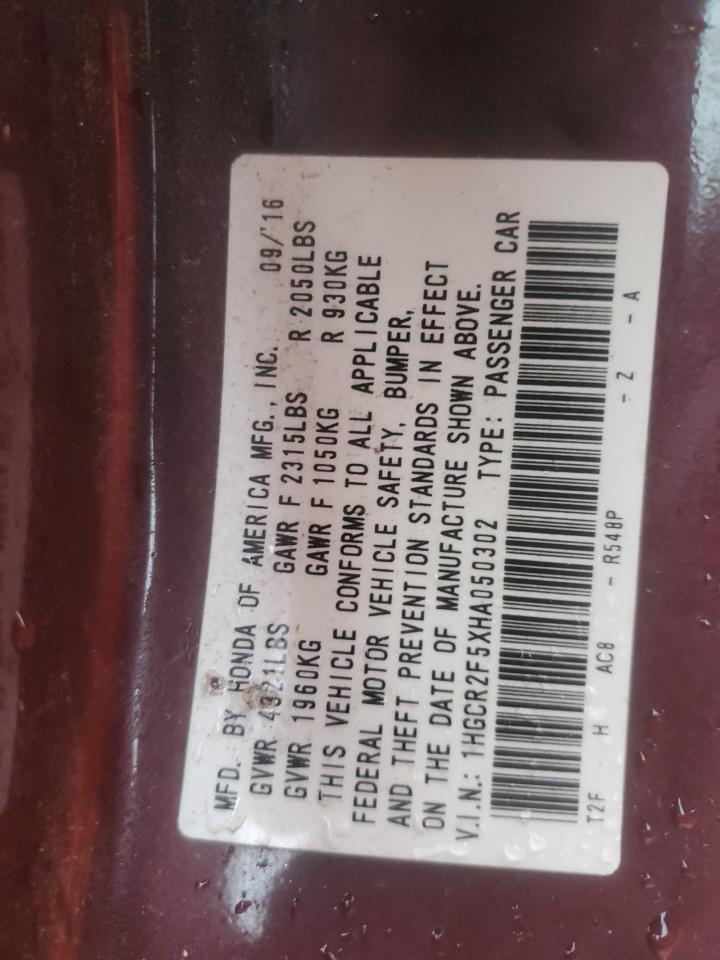 MFD. BY HONDA OF AMERICA MFG., INC. 09/'16
GVWR 4321LBS GAWR F 2315LBS R 2050LBS
GVWR 1960KG GAWR F 1050KG R 930KG
THIS VEHICLE CONFORMS TO ALL APPLICABLE
FEDERAL MOTOR VEHICLE SAFETY, BUMPER,
AND THEFT PREVENTION STANDARDS IN EFFECT
ON THE DATE OF MANUFACTURE SHOWN ABOVE.
V.I.N.: 1HGCR2F5XHA050302 TYPE: PASSENGER CAR
T2F - H AC8 - R548P - Z - A